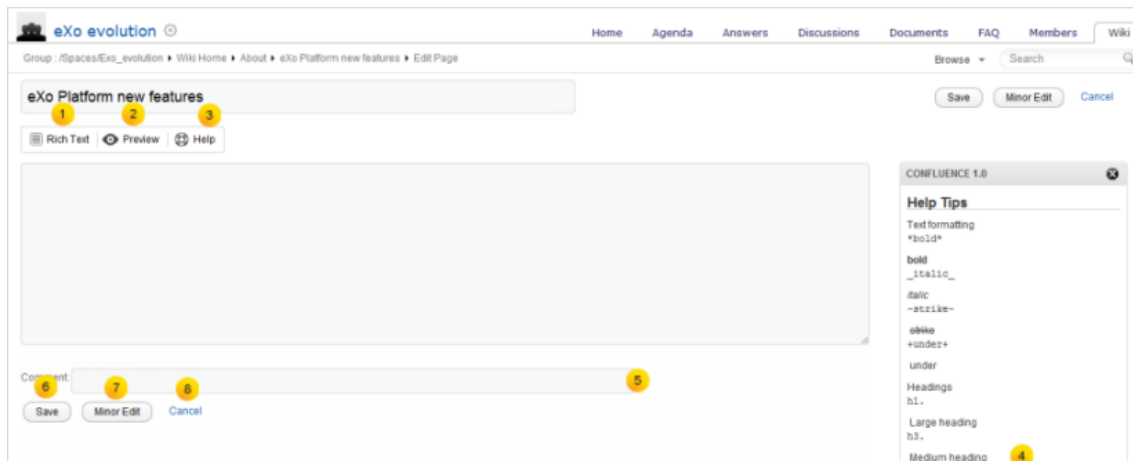 eXo evolution
Home Agenda Answers Discussions Documents FAQ Members Wiki
Group : /Spaces/Exo_evolution ▸ Wiki Home ▸ About ▸ eXo Platform new features ▸ Edit Page
Browse Search
eXo Platform new features
Save Minor Edit Cancel
1 2 3
Rich Text Preview Help
CONFLUENCE 1.0
Help Tips
Text formatting
*bold*
bold
_italic_
italic
-strike-
strike
+under+
under
Headings
h1.
Large heading
h3.
Medium heading
4
Comment:
5
6 7 8
Save Minor Edit Cancel